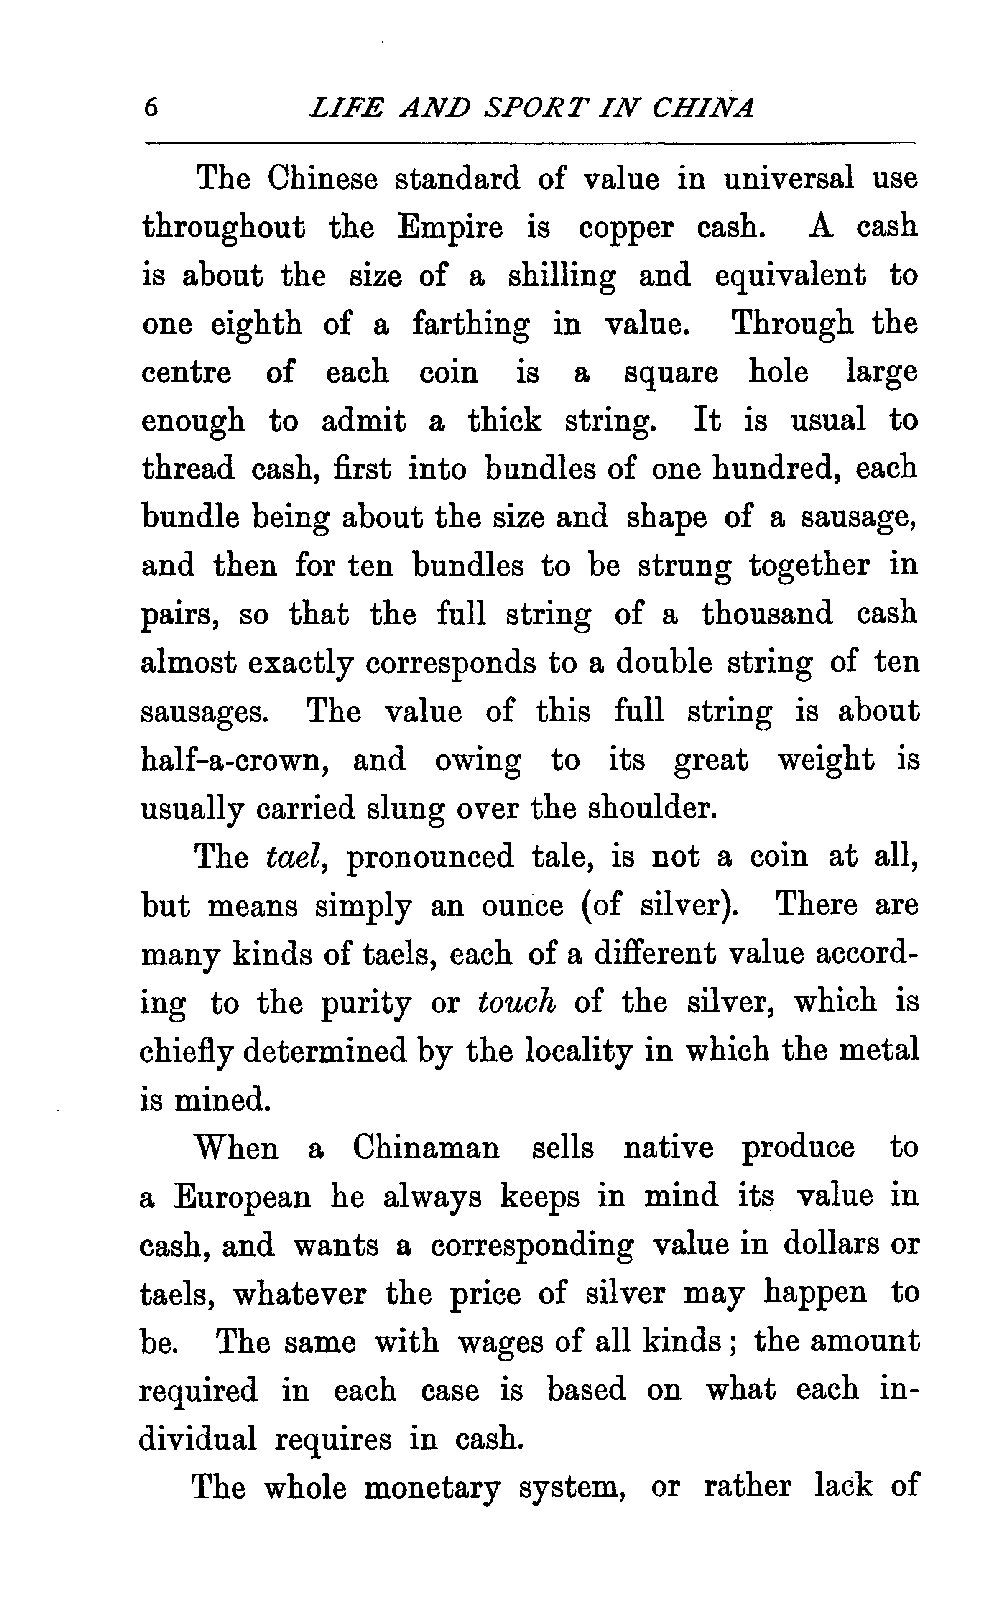 6 LIFE AND SPORT IN CHINA
The Chinese standard of value in universal use
throughout the Empire is copper cash. A cash
is about the size of a shilling and equivalent to
one eighth of a farthing in value. Through the
centre of each coin is a square hole large
enough to admit a thick string. It is usual to
thread cash, first into bundles of one hundred, each
bundle being about the size and shape of a sausage,
and then for ten bundles to be strung together in
pairs, so that the full string of a thousand cash
almost exactly corresponds to a double string of ten
sausages. The value of this full string is about
half-a-crown, and owing to its great weight is
usually carried slung over the shoulder.
The tael, pronounced tale, is not a coin at all,
but means simply an ounce (of silver). There are
many kinds of taels, each of a different value accord-
ing to the purity or touch of the silver, which is
chiefly determined by the locality in which the metal
is mined.
When a Chinaman sells native produce to
a European he always keeps in mind its value in
cash, and wants a corresponding value in dollars or
taels, whatever the price of silver may happen to
be. The same with wages of all kinds; the amount
required in each case is based on what each in-
dividual requires in cash.
The whole monetary system, or rather lack of